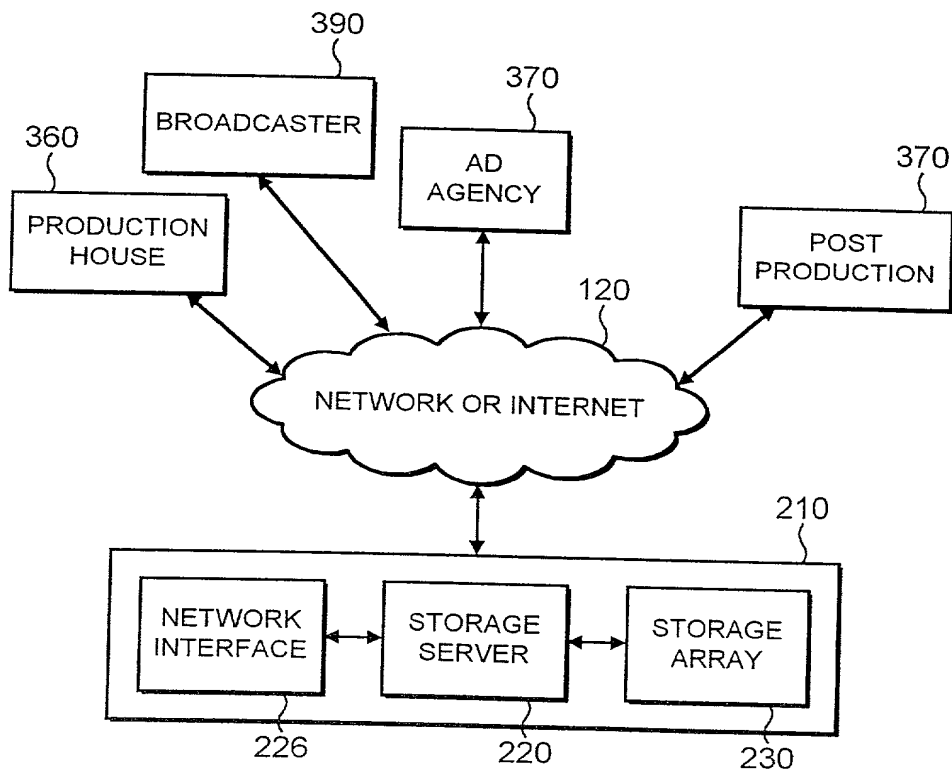 390
BROADCASTER
370
AD
AGENCY
370
POST
PRODUCTION
360
PRODUCTION
HOUSE
120
NETWORK OR INTERNET
210
NETWORK
INTERFACE
STORAGE
SERVER
STORAGE
ARRAY
226
220
230